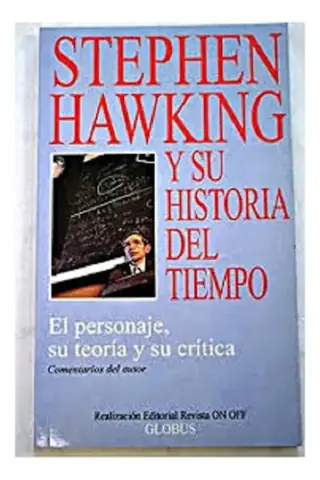 STEPHEN
HAWKING
Y SU
HISTORIA
DEL
TIEMPO
El personaje,
su teoría y su crítica
Comentarios del autor
Realización Editorial Revista ON OFF
GLOBUS